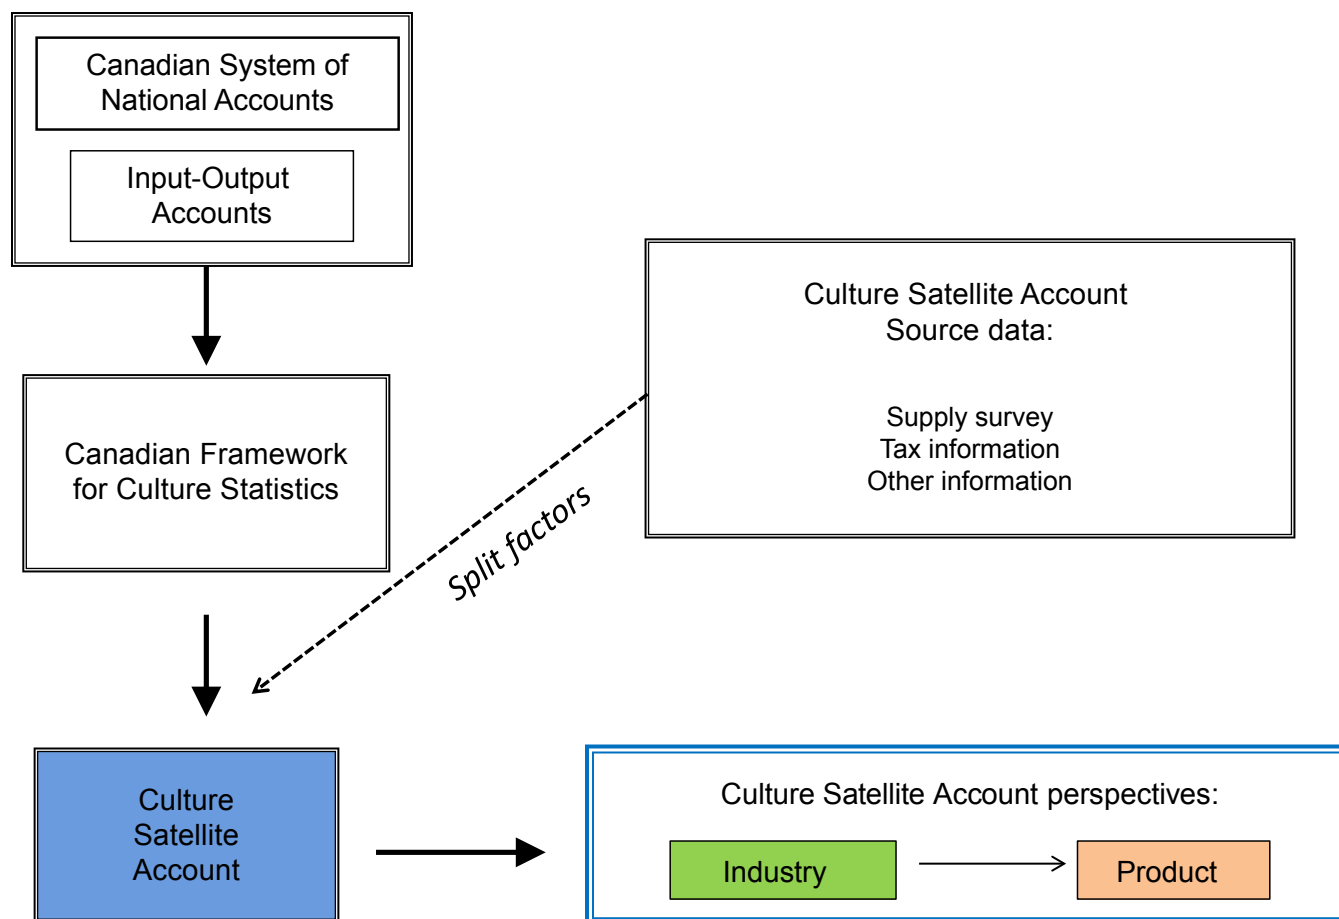 Canadian System of
National Accounts
Input-Output
Accounts
Culture Satellite Account
Source data:
Supply survey
Tax information
Other information
Canadian Framework
for Culture Statistics
Split factors
Culture
Satellite
Account
Culture Satellite Account perspectives:
Industry
Product